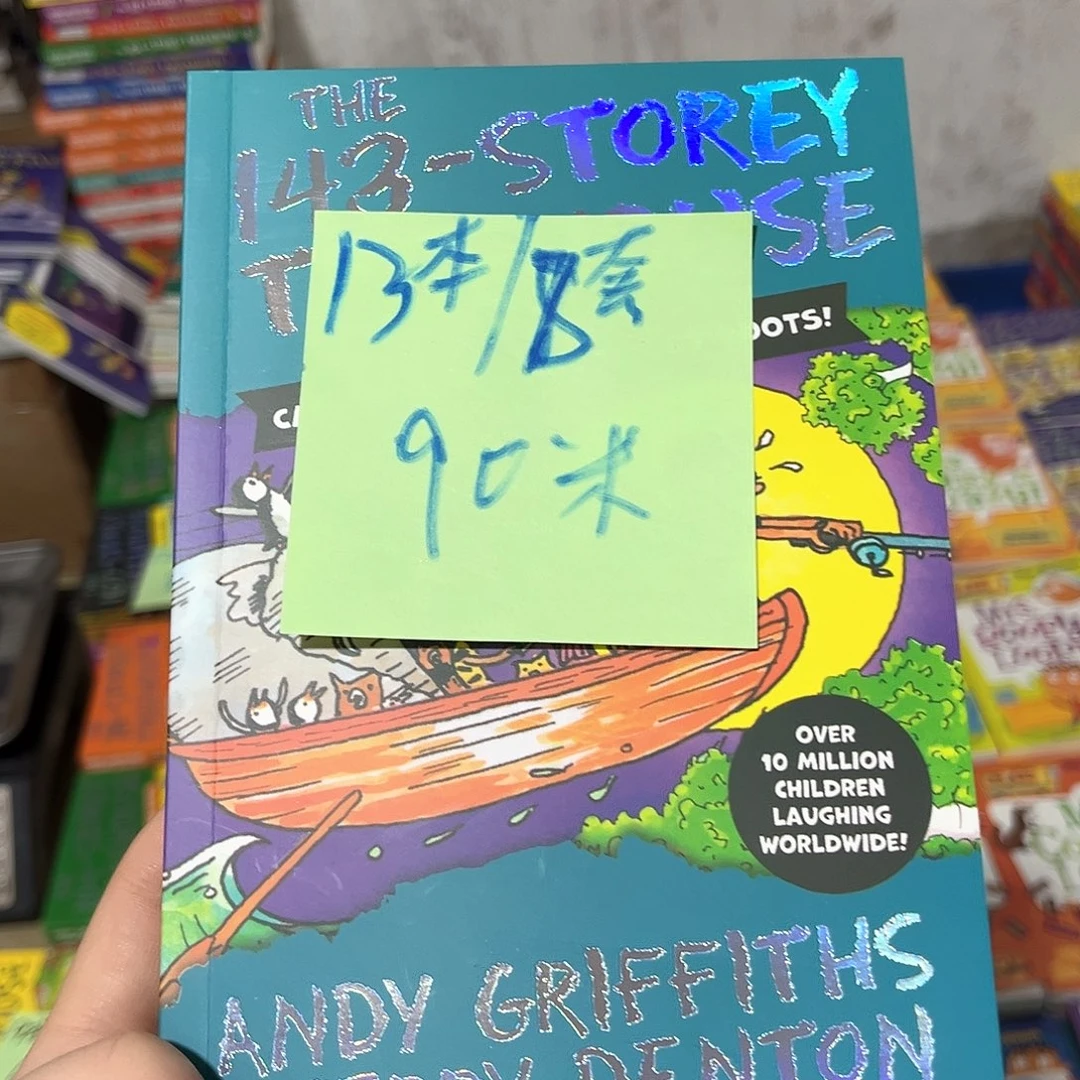 THE
143-STOREY
T USE
13本/8套
OOTS!
90米
OVER
10 MILLION
CHILDREN
LAUGHING
WORLDWIDE!
ANDY GRIFFITHS
DENTON